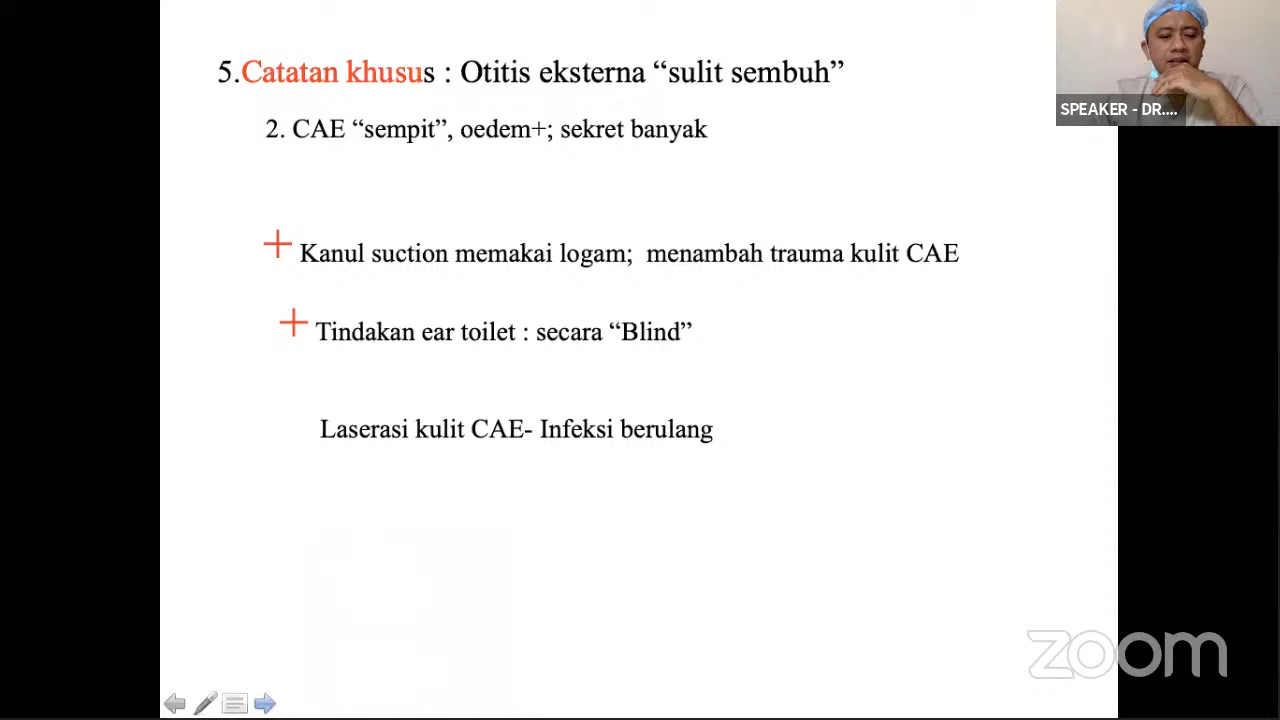 5.Catatan khusus : Otitis eksterna “sulit sembuh”
2. CAE “sempit”, oedem+; sekret banyak
Kanul suction memakai logam; menambah trauma kulit CAE
Tindakan ear toilet : secara “Blind”
Laserasi kulit CAE- Infeksi berulang
SPEAKER - DR....
zoom